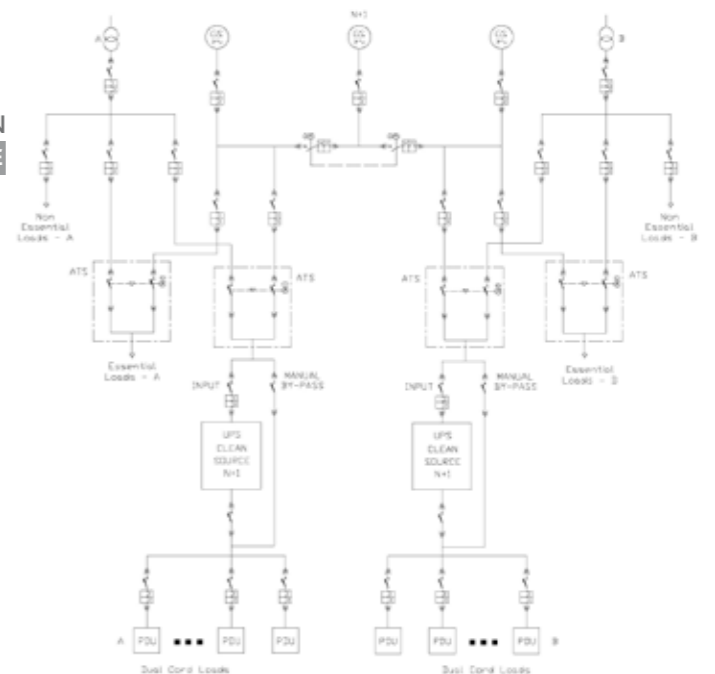 N+1
A
B
Non
Essential
Loads - A
Non
Essential
Loads - B
ATS
ATS
ATS
ATS
Essential
Loads - A
Essential
Loads - B
INPUT
MANUAL
BY-PASS
INPUT
MANUAL
BY-PASS
UPS
CLEAN
SOURCE
N+1
UPS
CLEAN
SOURCE
N+1
A
PDU
PDU
PDU
PDU
PDU
PDU
B
Dual Cord Loads
Dual Cord Loads